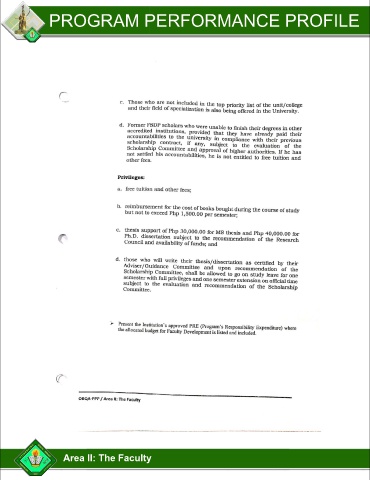 PROGRAM PERFORMANCE PROFILE
c. Those who are not included in the top priority list of the unit/college
and their field of specialization is also being offered in the University.
d. Former FSDP scholars who were unable to finish their degrees in other
accredited institutions, provided that they have already paid their
accountabilities to the university in compliance with their previous
scholarship contract, if any, subject to the evaluation of the
Scholarship Committee and approval of higher authorities. If he has
not settled his accountabilities, he is not entitled to free tuition and
other fees.
Privileges:
a. free tuition and other fees;
b. reimbursement for the cost of books bought during the course of study
but not to exceed Php 1,500.00 per semester;
c. thesis support of Php 30,000.00 for MS thesis and Php 40,000.00 for
Ph.D. dissertation subject to the recommendation of the Research
Council and availability of funds; and
d. those who will write their thesis/dissertation as certified by their
Adviser/Guidance Committee and upon recommendation of the
Scholarship Committee, shall be allowed to go on study leave for one
semester with full privileges and one semester extension on official time
subject to the evaluation and recommendation of the Scholarship
Committee.
➢ Present the Institution's approved PRE (Program's Responsibility Expenditure) where
the allocated budget for Faculty Development is listed and included.
OBQA-PPP / Area II: The Faculty
Area II: The Faculty